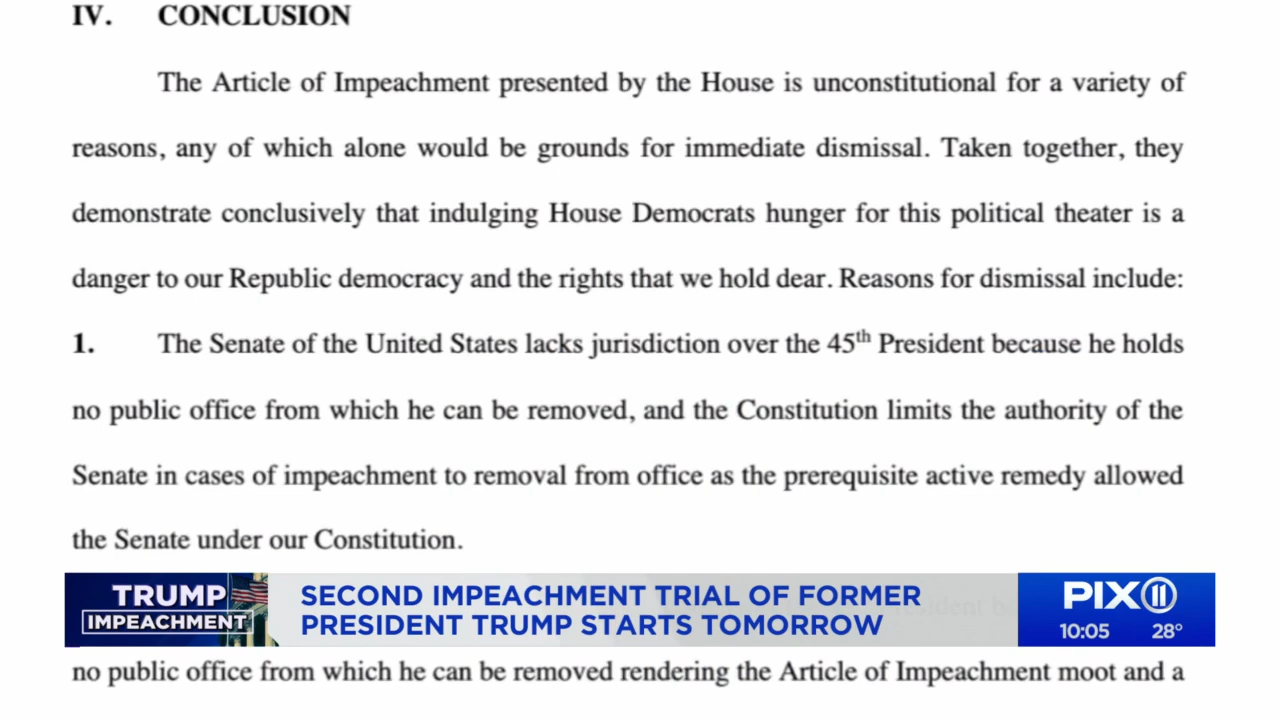 IV. CONCLUSION
The Article of Impeachment presented by the House is unconstitutional for a variety of
reasons, any of which alone would be grounds for immediate dismissal. Taken together, they
demonstrate conclusively that indulging House Democrats hunger for this political theater is a
danger to our Republic democracy and the rights that we hold dear. Reasons for dismissal include:
1. The Senate of the United States lacks jurisdiction over the 45th President because he holds
no public office from which he can be removed, and the Constitution limits the authority of the
Senate in cases of impeachment to removal from office as the prerequisite active remedy allowed
the Senate under our Constitution.
TRUMP
IMPEACHMENT
SECOND IMPEACHMENT TRIAL OF FORMER
PRESIDENT TRUMP STARTS TOMORROW
PIX11
10:05 28°
no public office from which he can be removed rendering the Article of Impeachment moot and a